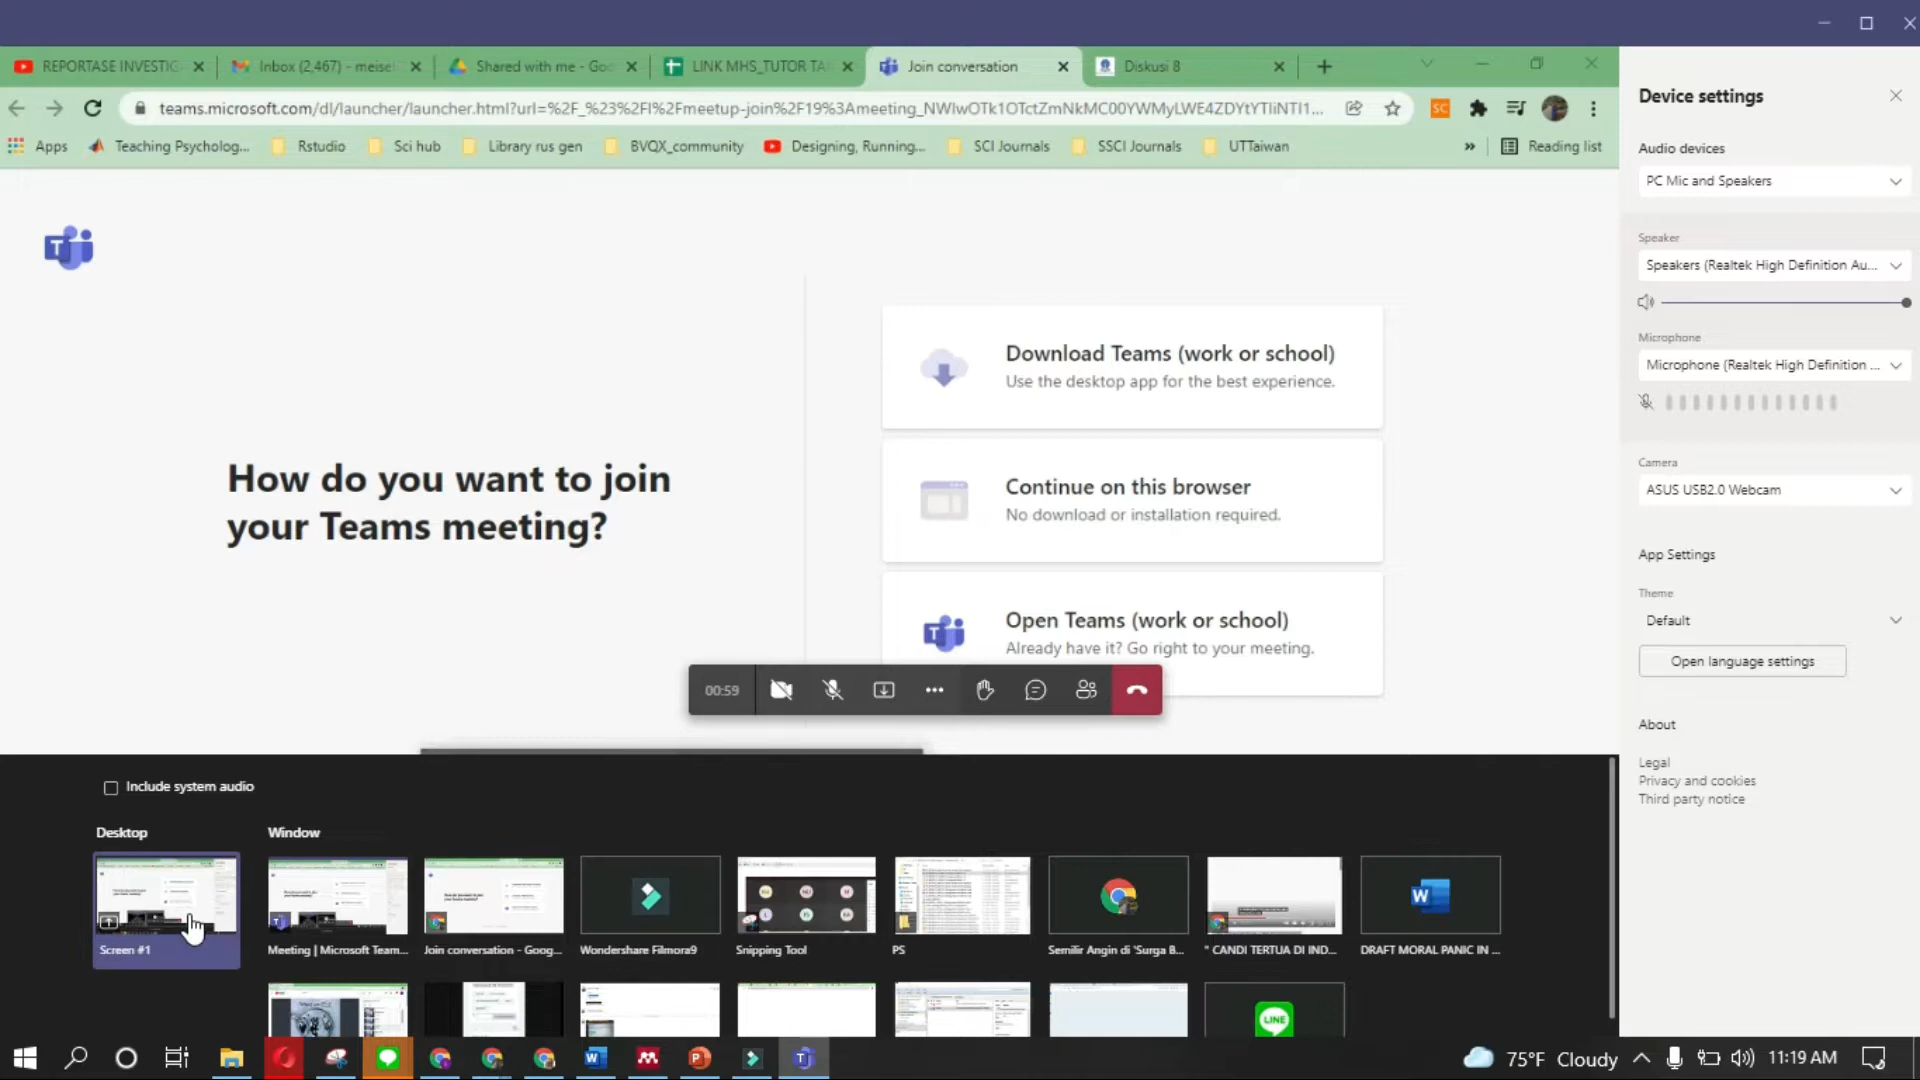 REPORTASE INVESTIG
Inbox (2,467) - meisel
Shared with me - Goo
LINK MHS_TUTOR TA
Join conversation
Diskusi 8
teams.microsoft.com/dl/launcher/launcher.html?url=%2F_%23%2Fl%2Fmeetup-join%2F19%3Ameeting_NWIwOTk1OTctZmNkMC00YWMyLWE4ZDYtYTIiNTI1...
SC
Apps
Teaching Psycholog...
Rstudio
Sci hub
Library rus gen
BVQX_community
Designing, Running...
SCI Journals
SSCI Journals
UTTaiwan
»
Reading list
How do you want to join
your Teams meeting?
Download Teams (work or school)
Use the desktop app for the best experience.
Continue on this browser
No download or installation required.
Open Teams (work or school)
Already have it? Go right to your meeting.
00:59
Device settings
Audio devices
PC Mic and Speakers
Speaker
Speakers (Realtek High Definition Au...
Microphone
Microphone (Realtek High Definition ...
Camera
ASUS USB2.0 Webcam
App Settings
Theme
Default
Open language settings
About
Legal
Privacy and cookies
Third party notice
Include system audio
Desktop
Window
Screen #1
Meeting | Microsoft Team...
Join conversation - Goog...
Wondershare Filmora9
Snipping Tool
PS
Semilir Angin di 'Surga B...
" CANDI TERTUA DI IND...
DRAFT MORAL PANIC IN ...
LINE
75°F Cloudy
11:19 AM